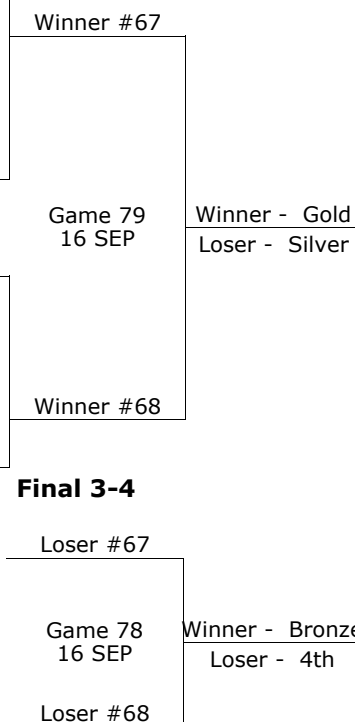 Winner #67
Game 79
16 SEP
Winner - Gold
Loser - Silver
Winner #68
Final 3-4
Loser #67
Game 78
16 SEP
Winner - Bronze
Loser - 4th
Loser #68